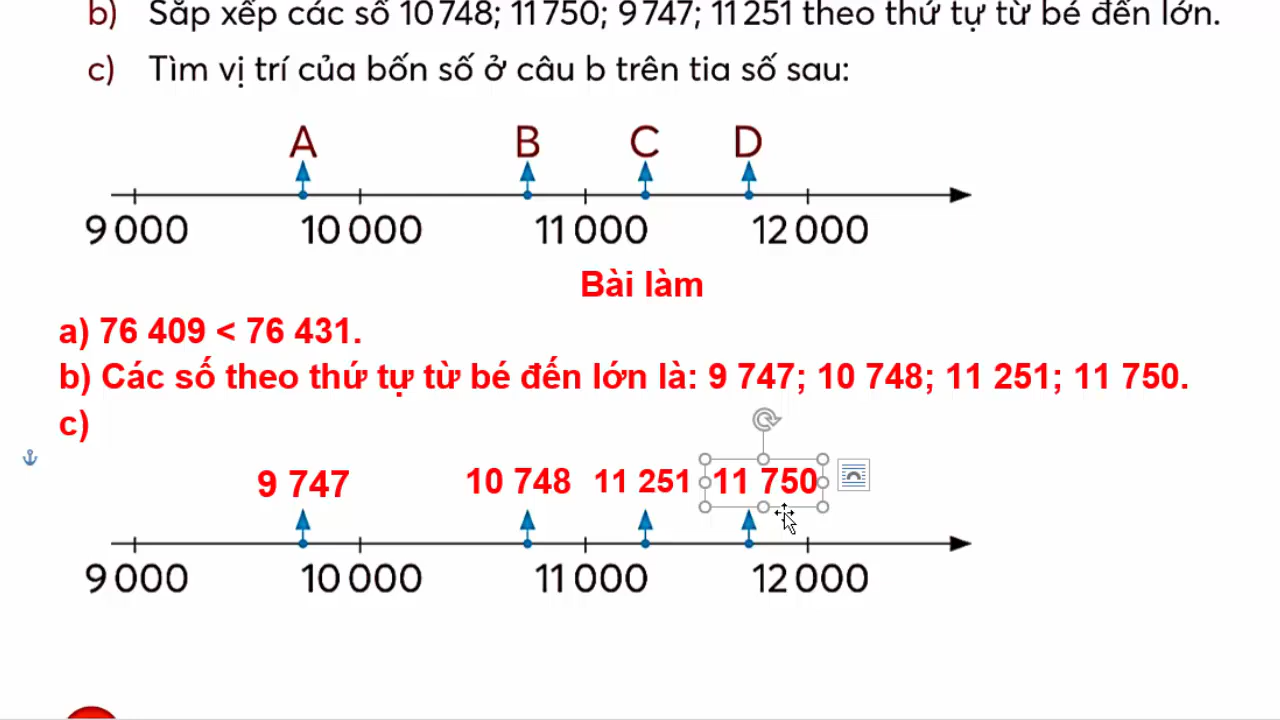 b) Sắp xếp các số 10 748; 11 750; 9 747; 11 251 theo thứ tự từ bé đến lớn.
c) Tìm vị trí của bốn số ở câu b trên tia số sau:
A B C D
9 000 10 000 11 000 12 000
Bài làm
a) 76 409 < 76 431.
b) Các số theo thứ tự từ bé đến lớn là: 9 747; 10 748; 11 251; 11 750.
c)
9 747 10 748 11 251 11 750
9 000 10 000 11 000 12 000